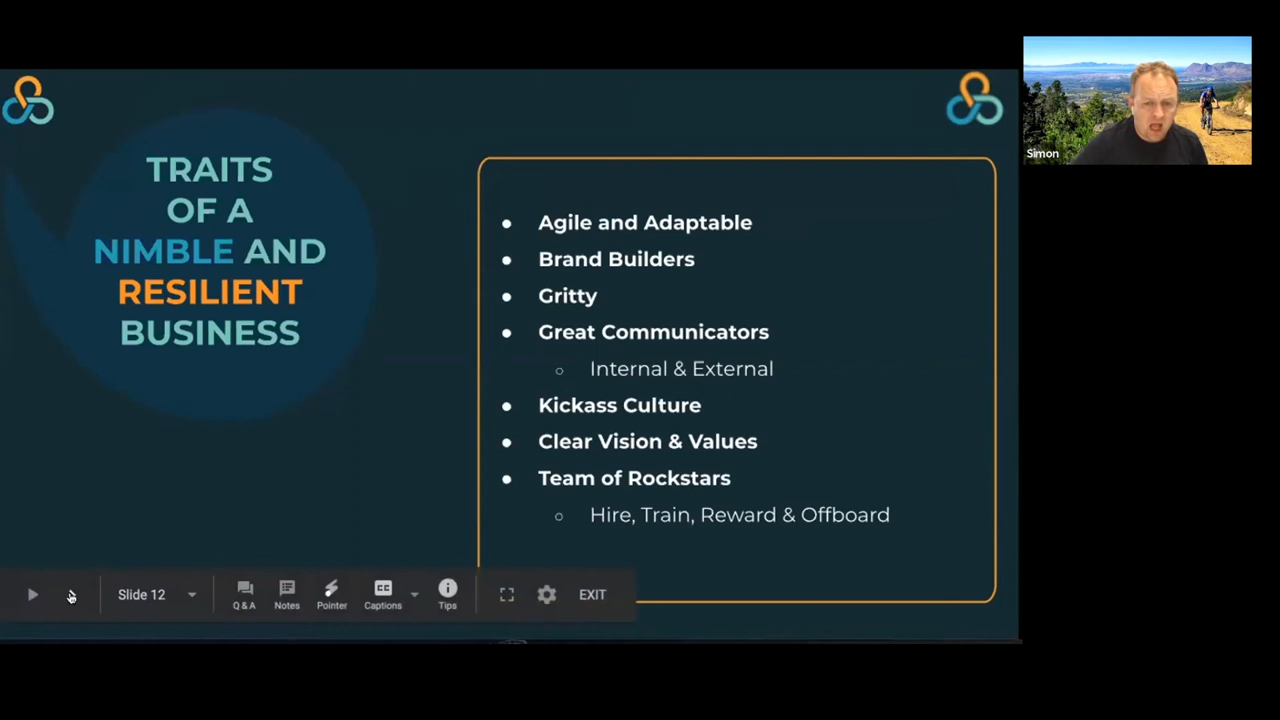 TRAITS
OF A
NIMBLE AND
RESILIENT
BUSINESS
Agile and Adaptable
Brand Builders
Gritty
Great Communicators
Internal & External
Kickass Culture
Clear Vision & Values
Team of Rockstars
Hire, Train, Reward & Offboard
Simon
Slide 12
Q & A
Notes
Pointer
CC
Captions
Tips
EXIT